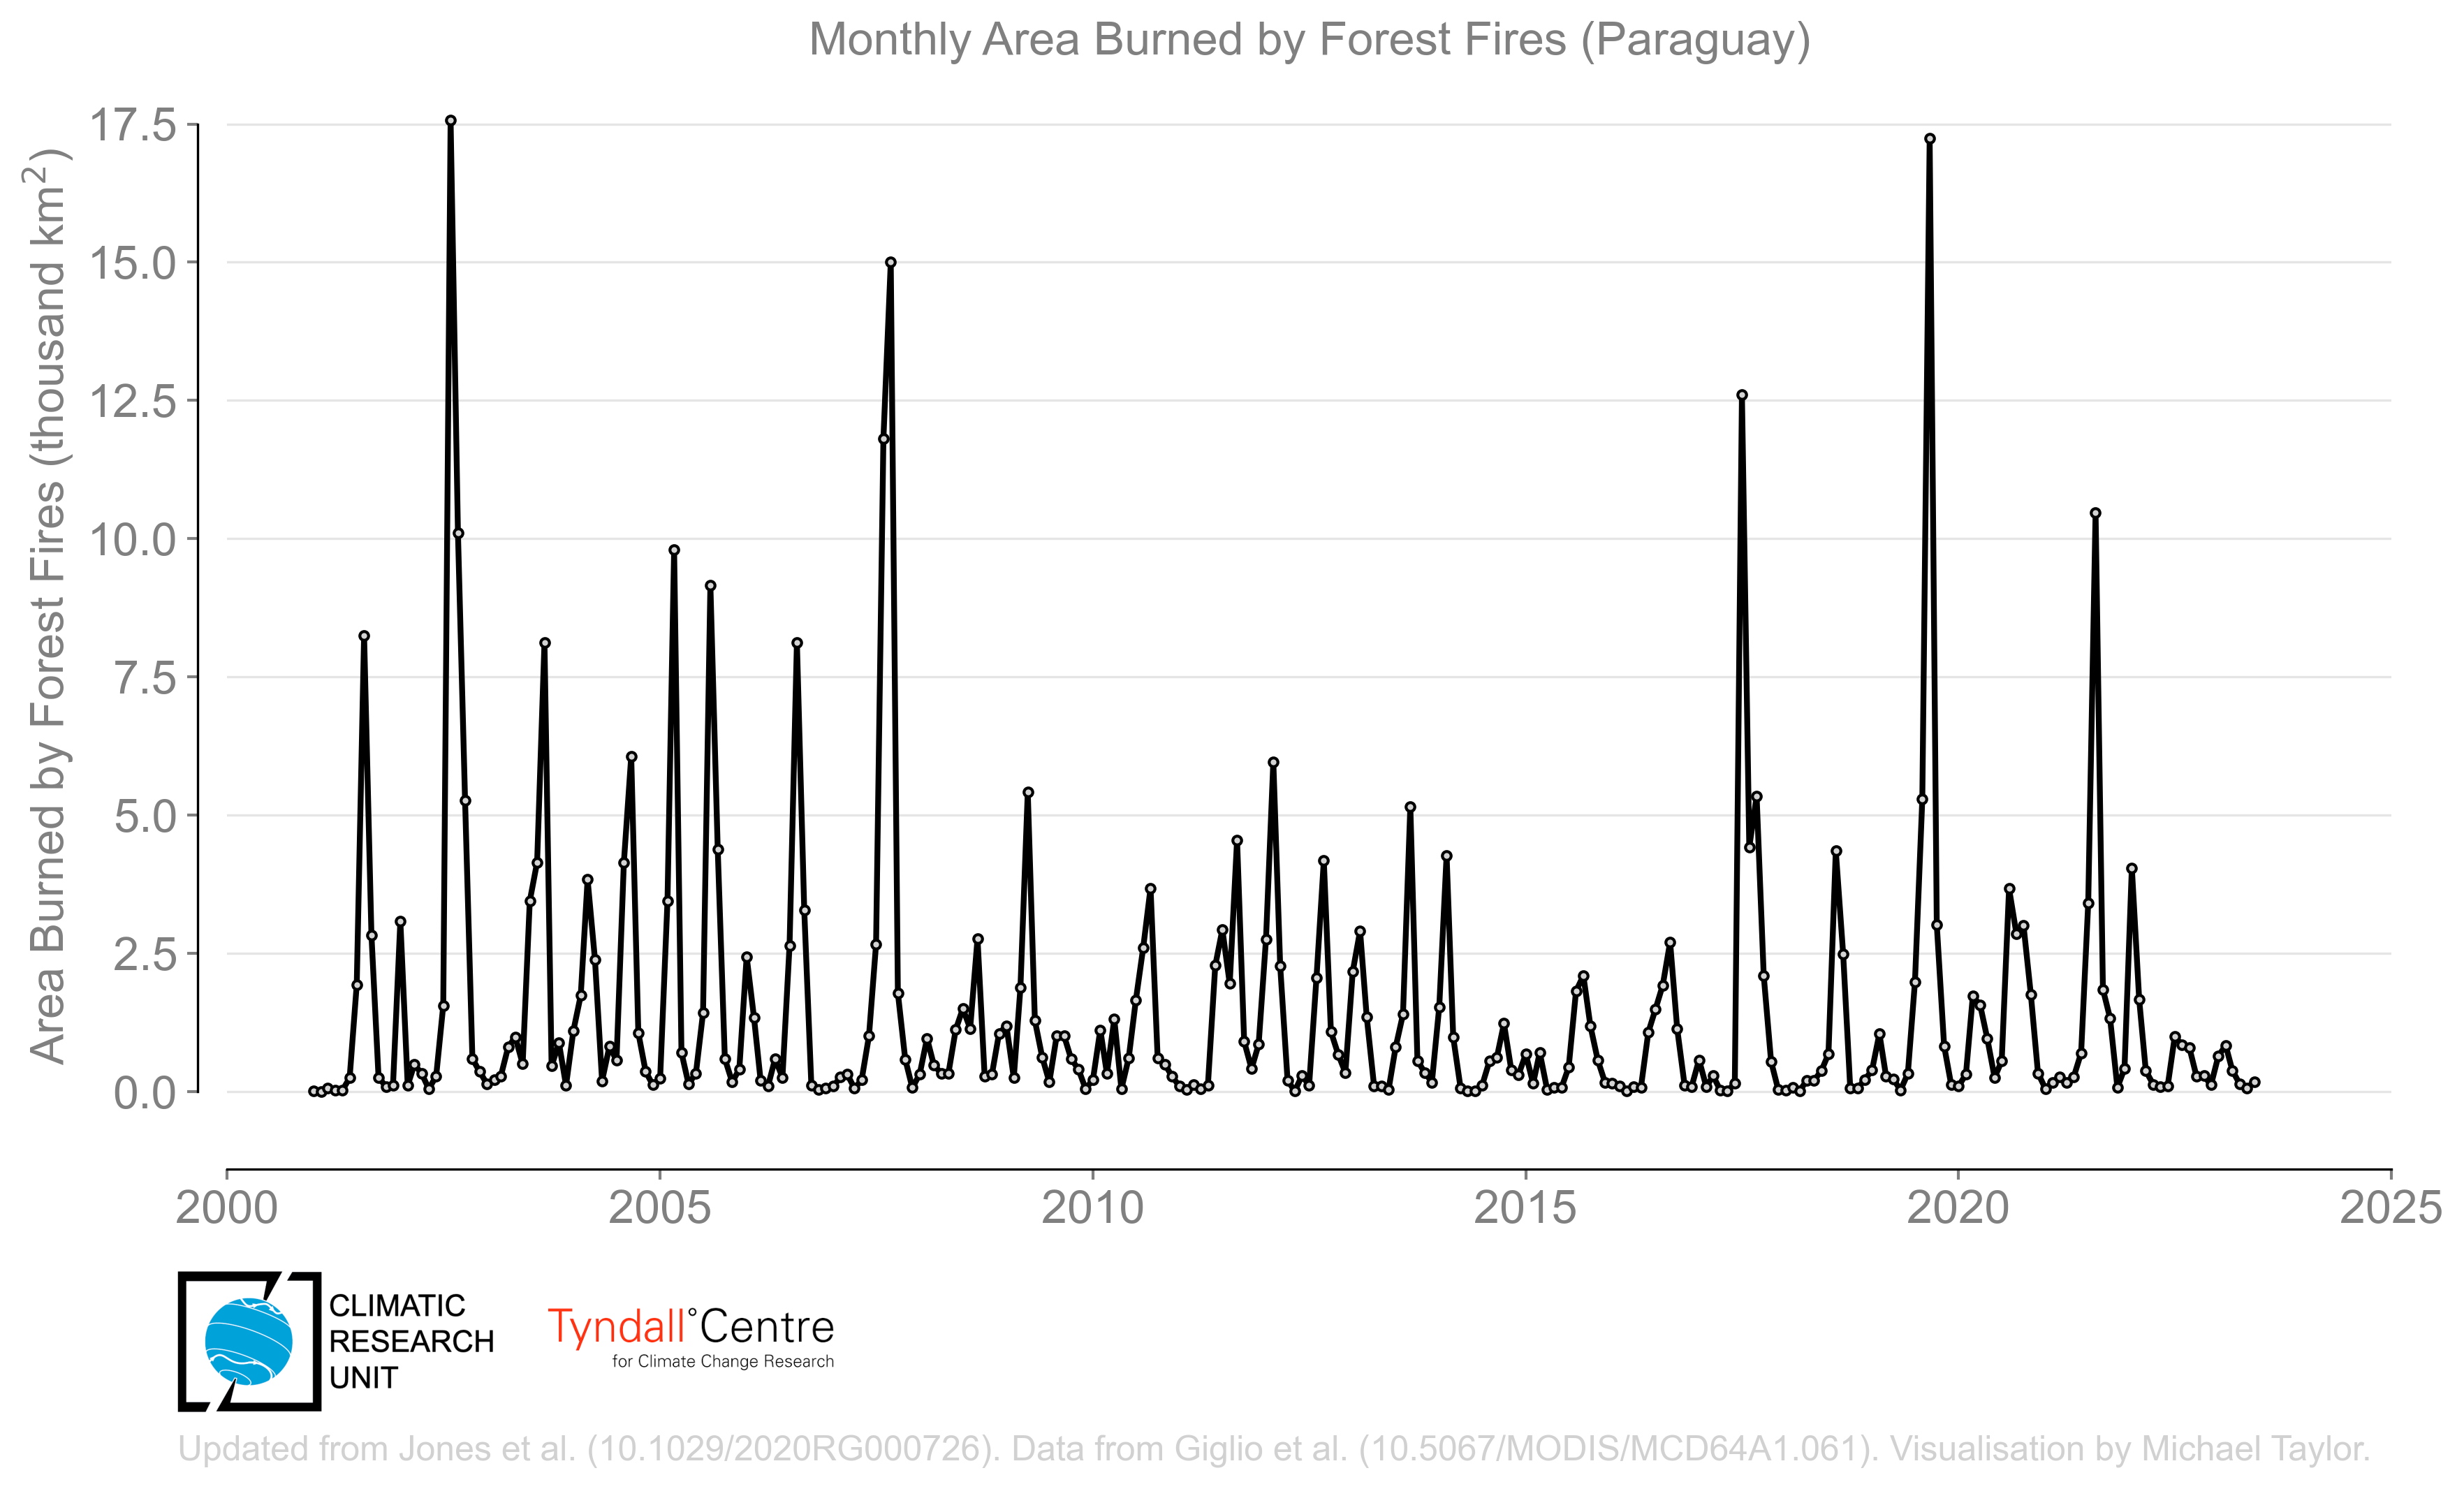 Monthly Area Burned by Forest Fires (Paraguay)
Area Burned by Forest Fires (thousand km²)
17.5
15.0
12.5
10.0
7.5
5.0
2.5
0.0
2000 2005 2010 2015 2020 2025
CLIMATIC
RESEARCH
UNIT
Tyndall°Centre
for Climate Change Research
Updated from Jones et al. (10.1029/2020RG000726). Data from Giglio et al. (10.5067/MODIS/MCD64A1.061). Visualisation by Michael Taylor.